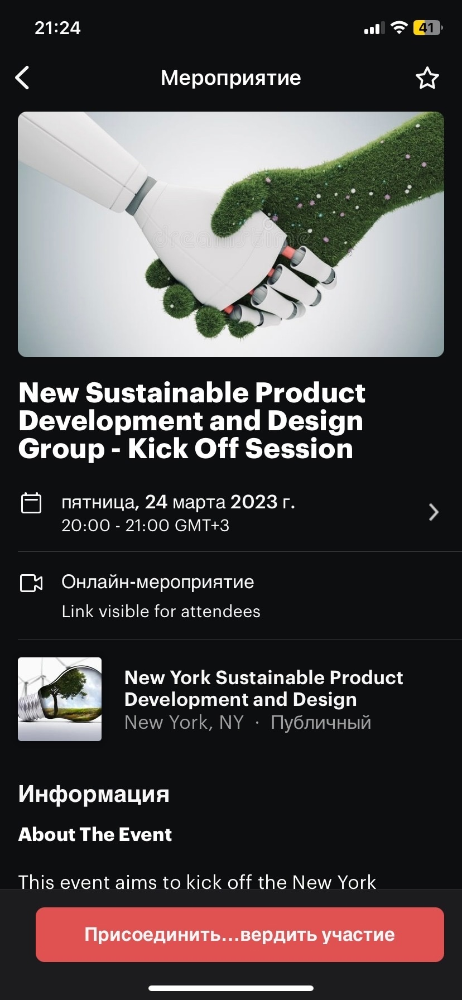 21:24
41
Мероприятие
dreamstime
New Sustainable Product
Development and Design
Group - Kick Off Session
пятница, 24 марта 2023 г.
20:00 - 21:00 GMT+3
Онлайн-мероприятие
Link visible for attendees
New York Sustainable Product
Development and Design
New York, NY · Публичный
Информация
About The Event
This event aims to kick off the New York
Присоединить...вердить участие